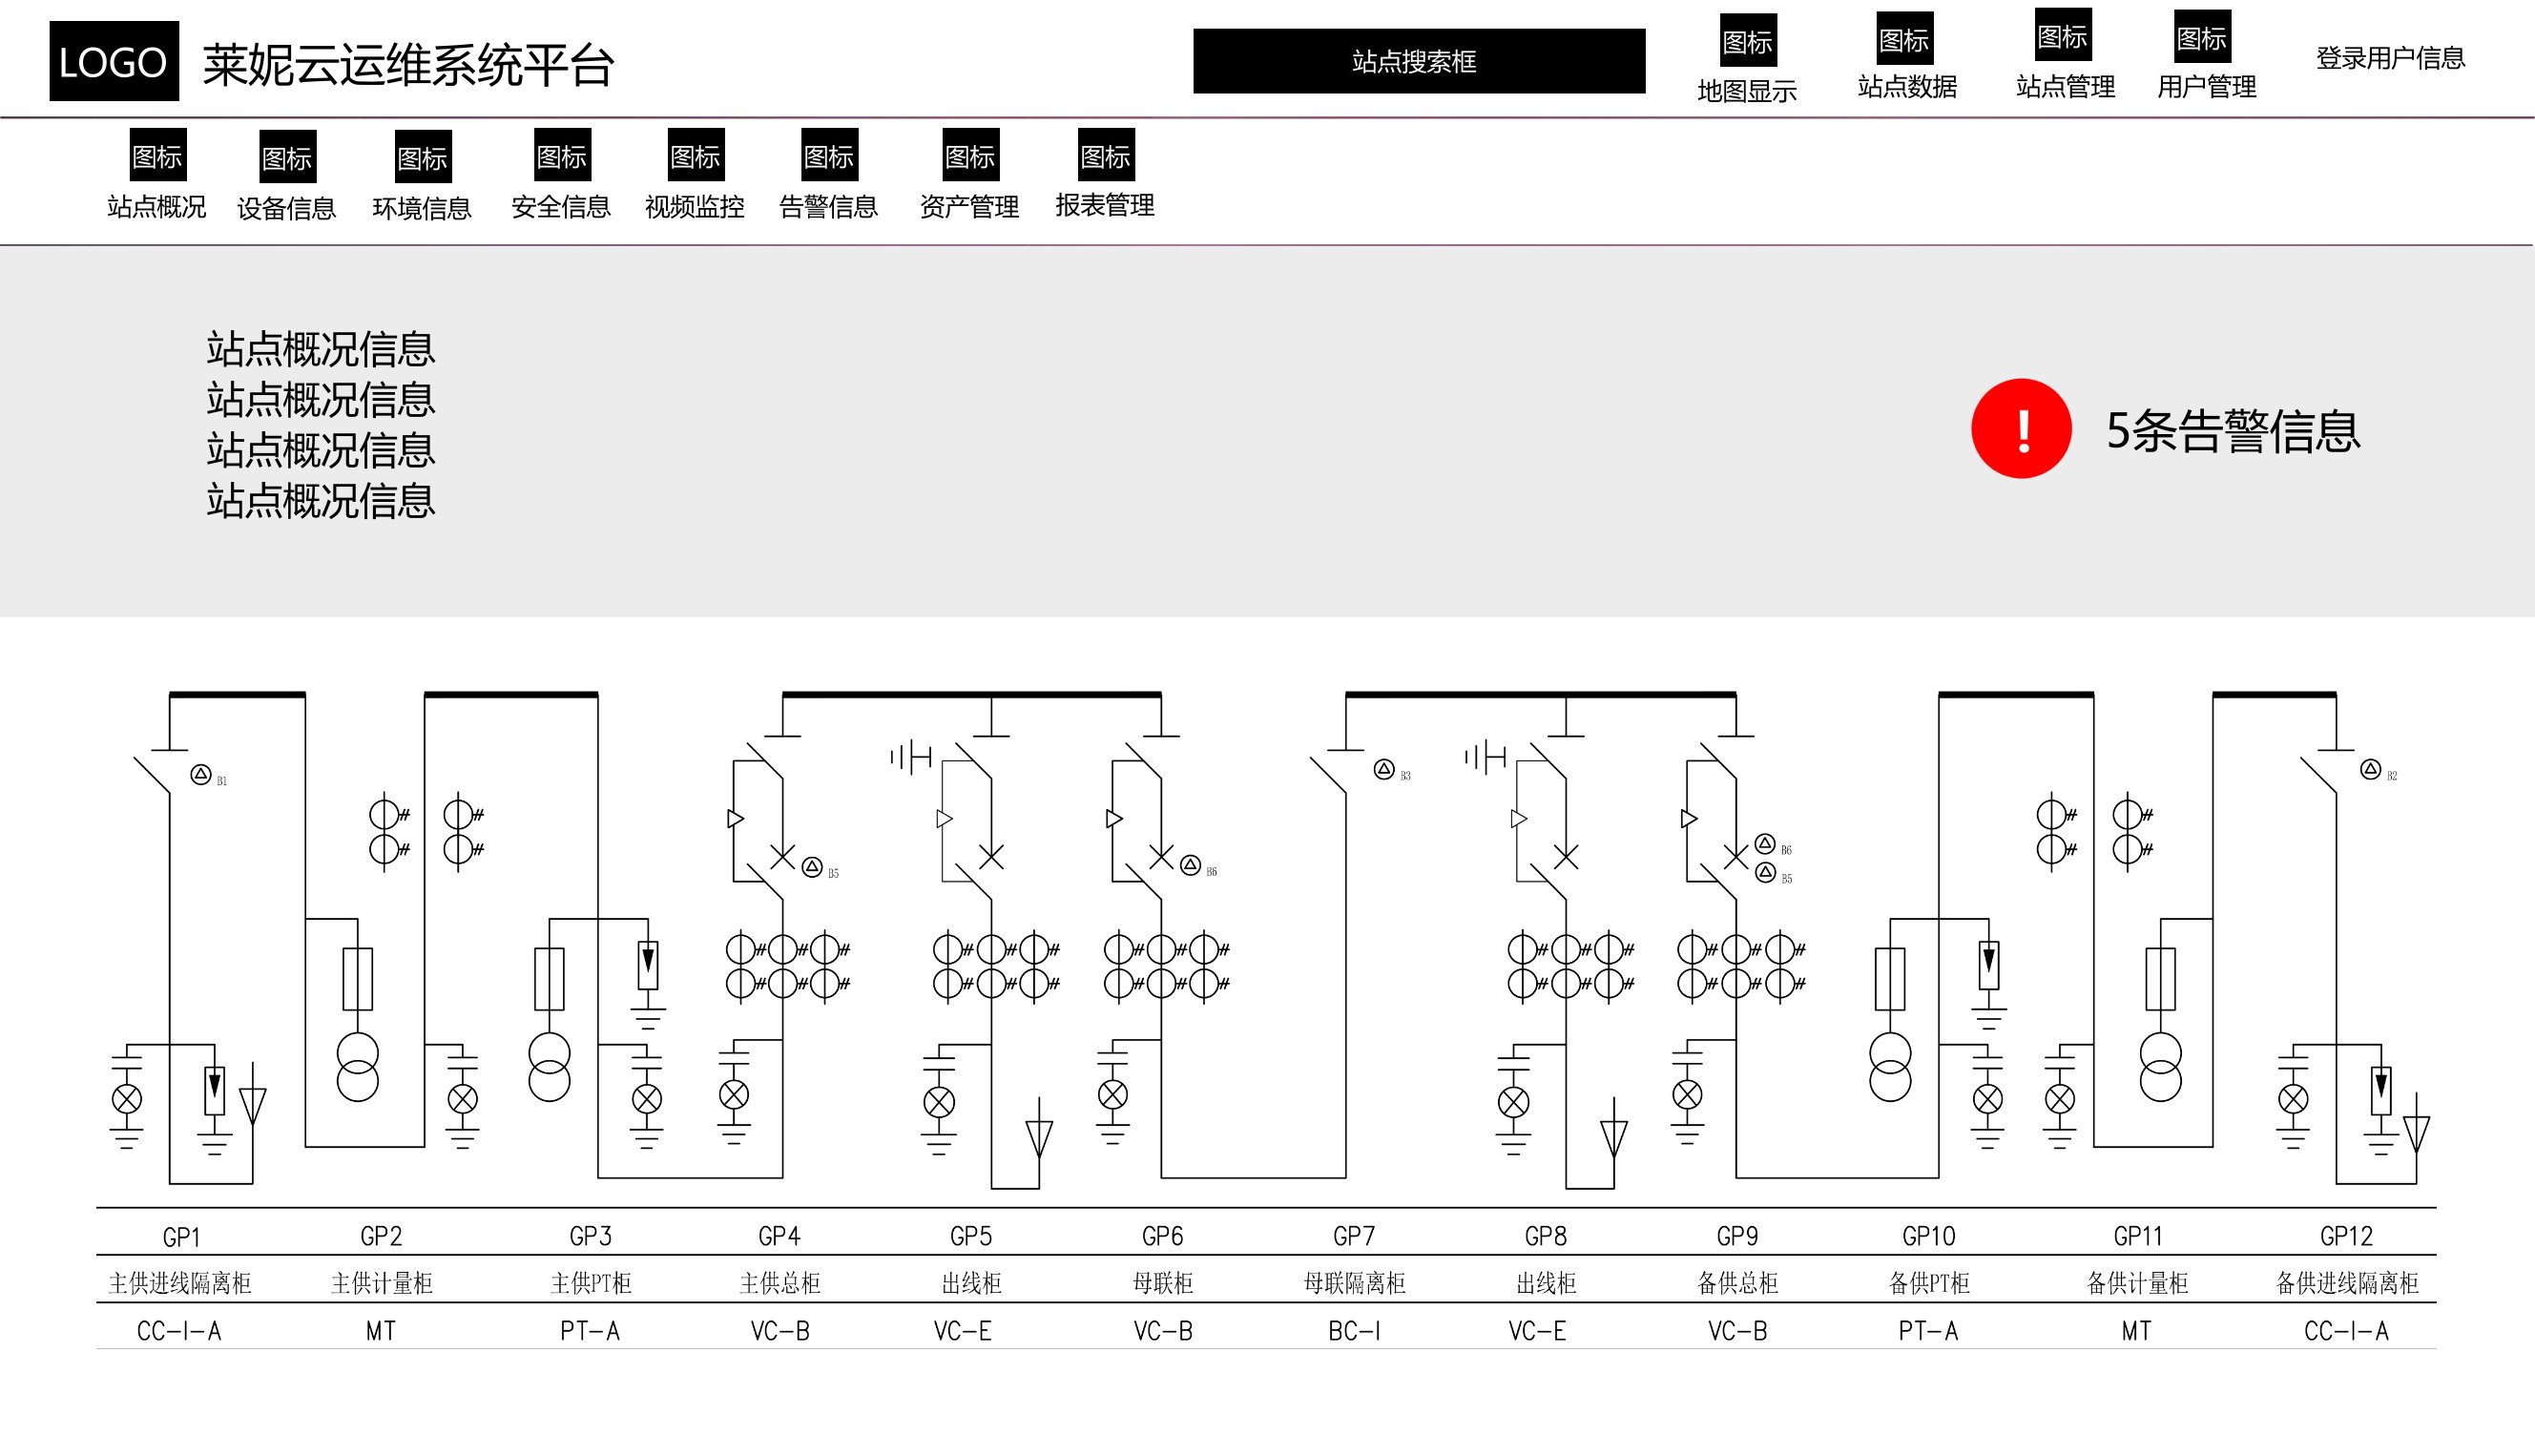 LOGO 莱妮云运维系统平台 站点搜索框 图标 图标 图标 图标 登录用户信息
地图显示 站点数据 站点管理 用户管理
图标 图标 图标 图标 图标 图标 图标 图标
站点概况 设备信息 环境信息 安全信息 视频监控 告警信息 资产管理 报表管理
站点概况信息
站点概况信息
站点概况信息
站点概况信息
! 5条告警信息
B1 B3 B2
# # # #
# # # #
B5 B6 B6
B5
# # # # # # # # # # # # # # #
# # # # # # # # # # # # # # #
GP1 GP2 GP3 GP4 GP5 GP6 GP7 GP8 GP9 GP10 GP11 GP12
主供进线隔离柜 主供计量柜 主供PT柜 主供总柜 出线柜 母联柜 母联隔离柜 出线柜 备供总柜 备供PT柜 备供计量柜 备供进线隔离柜
CC-I-A MT PT-A VC-B VC-E VC-B BC-I VC-E VC-B PT-A MT CC-I-A